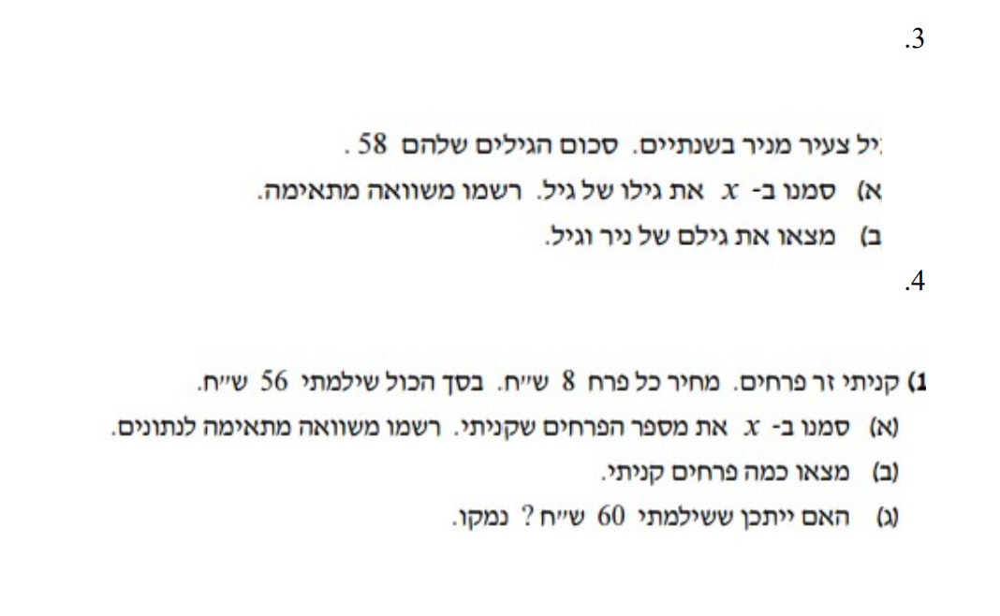 .3
יל צעיר מניר בשנתיים. סכום הגילים שלהם 58 .
א) סמנו ב- x את גילו של גיל. רשמו משוואה מתאימה.
ב) מצאו את גילם של ניר וגיל.
.4
1) קניתי זר פרחים. מחיר כל פרח 8 ש״ח. בסך הכול שילמתי 56 ש״ח.
(א) סמנו ב- x את מספר הפרחים שקניתי. רשמו משוואה מתאימה לנתונים.
(ב) מצאו כמה פרחים קניתי.
(ג) האם ייתכן ששילמתי 60 ש״ח? נמקו.